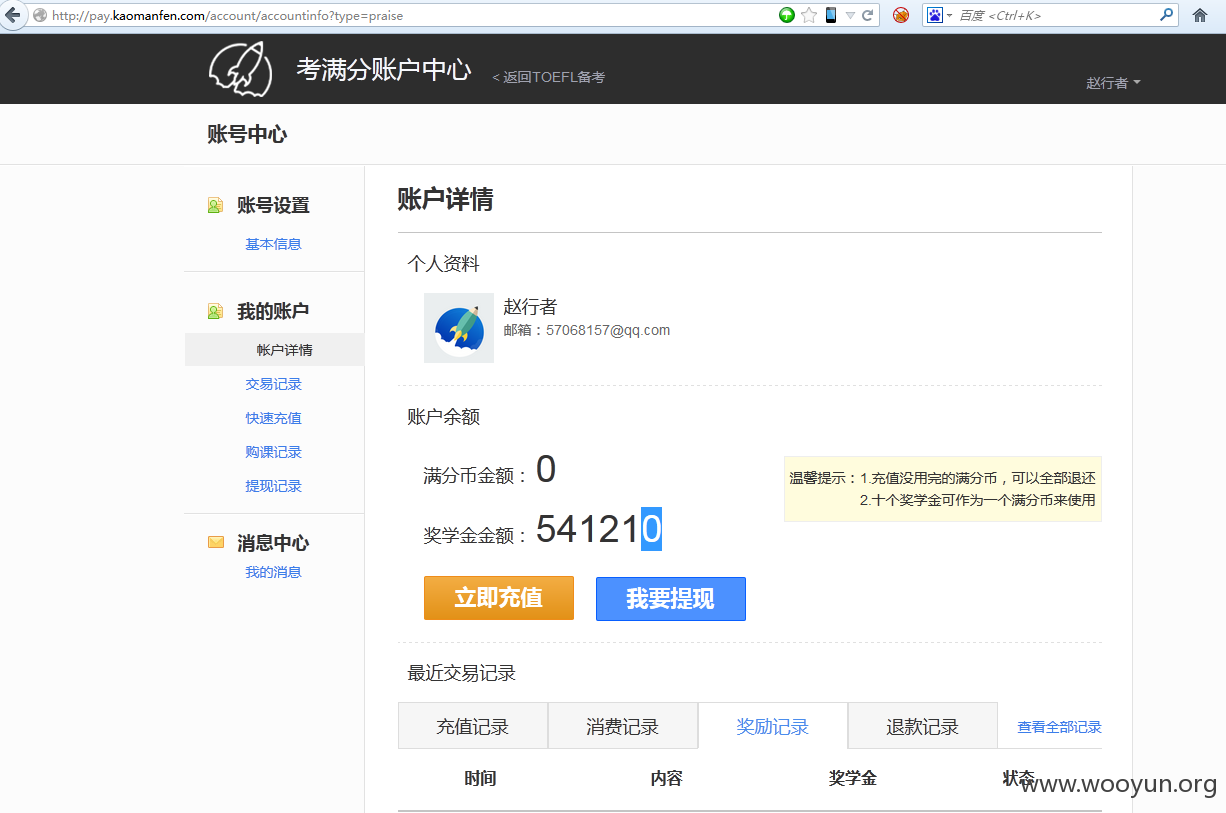 http://pay.kaomanfen.com/account/accountinfo?type=praise
百度 <Ctrl+K>
考满分账户中心
< 返回TOEFL备考
赵行者
账号中心
账号设置
基本信息
我的账户
帐户详情
交易记录
快速充值
购课记录
提现记录
消息中心
我的消息
账户详情
个人资料
赵行者
邮箱：57068157@qq.com
账户余额
满分币金额： 0
奖学金金额： 541210
温馨提示：1.充值没用完的满分币，可以全部退还
2.十个奖学金可作为一个满分币来使用
立即充值
我要提现
最近交易记录
充值记录
消费记录
奖励记录
退款记录
查看全部记录
时间
内容
奖学金
状态
www.wooyun.org